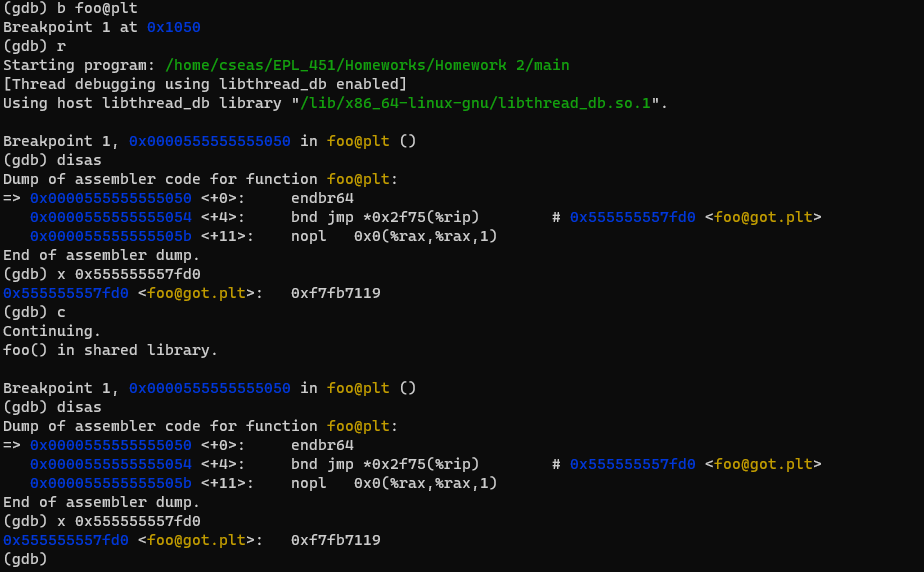 (gdb) b foo@plt
Breakpoint 1 at 0x1050
(gdb) r
Starting program: /home/cseas/EPL_451/Homeworks/Homework 2/main
[Thread debugging using libthread_db enabled]
Using host libthread_db library "/lib/x86_64-linux-gnu/libthread_db.so.1".

Breakpoint 1, 0x0000555555555050 in foo@plt ()
(gdb) disas
Dump of assembler code for function foo@plt:
=> 0x0000555555555050 <+0>:     endbr64
   0x0000555555555054 <+4>:     bnd jmp *0x2f75(%rip)        # 0x555555557fd0 <foo@got.plt>
   0x000055555555505b <+11>:    nopl   0x0(%rax,%rax,1)
End of assembler dump.
(gdb) x 0x555555557fd0
0x555555557fd0 <foo@got.plt>:   0xf7fb7119
(gdb) c
Continuing.
foo() in shared library.

Breakpoint 1, 0x0000555555555050 in foo@plt ()
(gdb) disas
Dump of assembler code for function foo@plt:
=> 0x0000555555555050 <+0>:     endbr64
   0x0000555555555054 <+4>:     bnd jmp *0x2f75(%rip)        # 0x555555557fd0 <foo@got.plt>
   0x000055555555505b <+11>:    nopl   0x0(%rax,%rax,1)
End of assembler dump.
(gdb) x 0x555555557fd0
0x555555557fd0 <foo@got.plt>:   0xf7fb7119
(gdb)